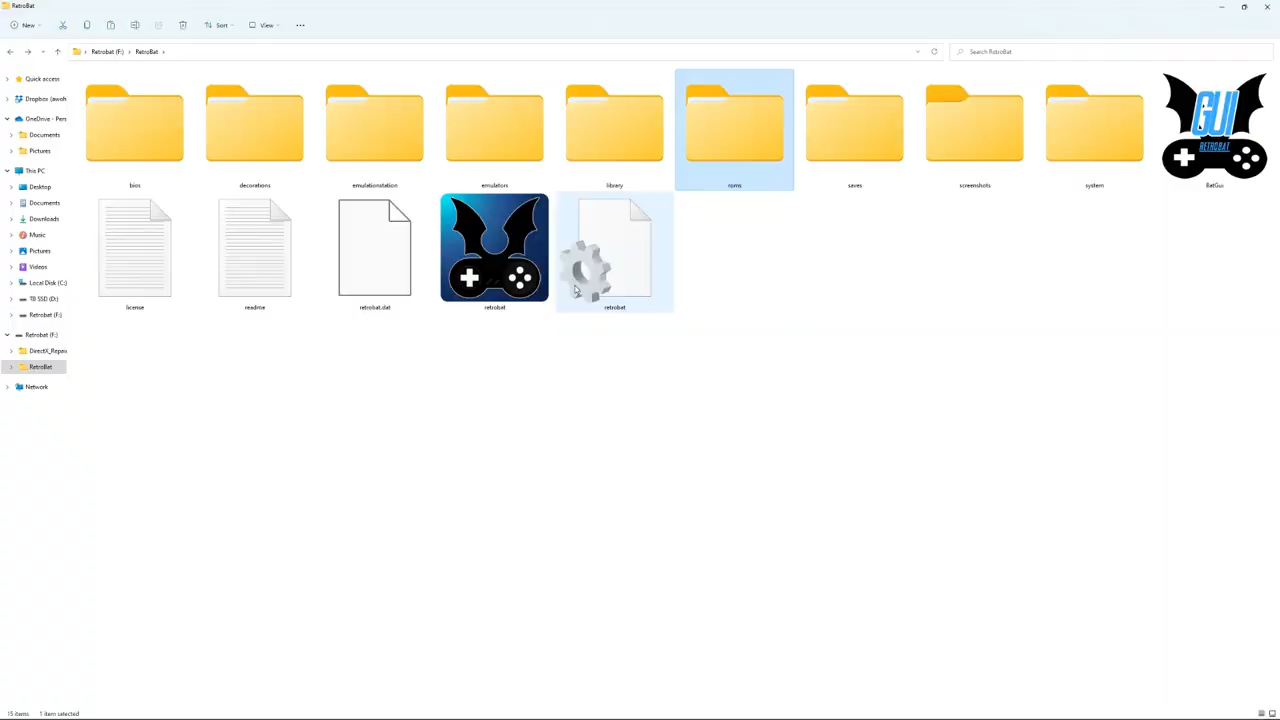 RetroBat
New
Sort
View
Retrobat (F:)
RetroBat
Search RetroBat
Quick access
Dropbox (awoh
OneDrive - Pers
Documents
Pictures
This PC
Desktop
Documents
Downloads
Music
Pictures
Videos
Local Disk (C:)
TB SSD (D:)
Retrobat (F:)
Retrobat (F:)
DirectX_Repai
RetroBat
Network
bios
decorations
emulationstation
emulators
library
roms
saves
screenshots
system
GUI
RETROBAT
BatGui
license
readme
retrobat.dat
retrobat
retrobat
15 items
1 item selected